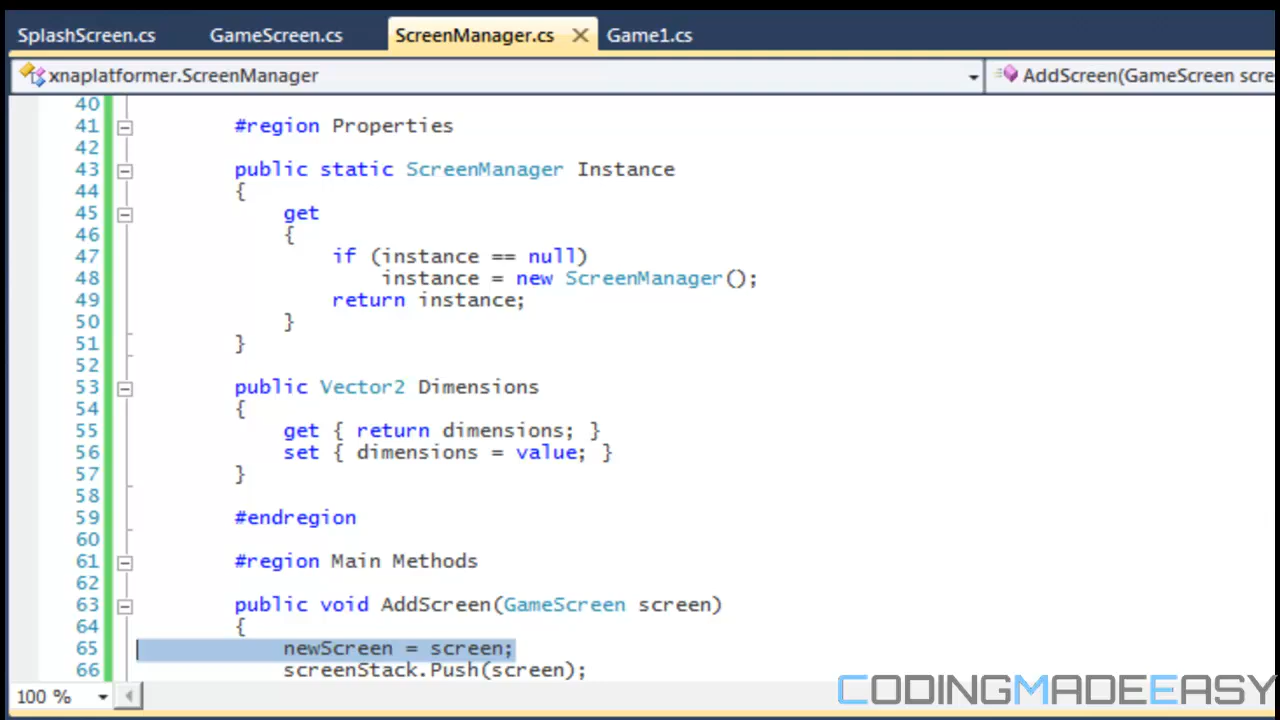 SplashScreen.cs GameScreen.cs ScreenManager.cs Game1.cs
xnaplatformer.ScreenManager AddScreen(GameScreen scre
40
41 #region Properties
42
43 public static ScreenManager Instance
44 {
45 get
46 {
47 if (instance == null)
48 instance = new ScreenManager();
49 return instance;
50 }
51 }
52
53 public Vector2 Dimensions
54 {
55 get { return dimensions; }
56 set { dimensions = value; }
57 }
58
59 #endregion
60
61 #region Main Methods
62
63 public void AddScreen(GameScreen screen)
64 {
65 newScreen = screen;
66 screenStack.Push(screen);
100 %
CODINGMADEEASY